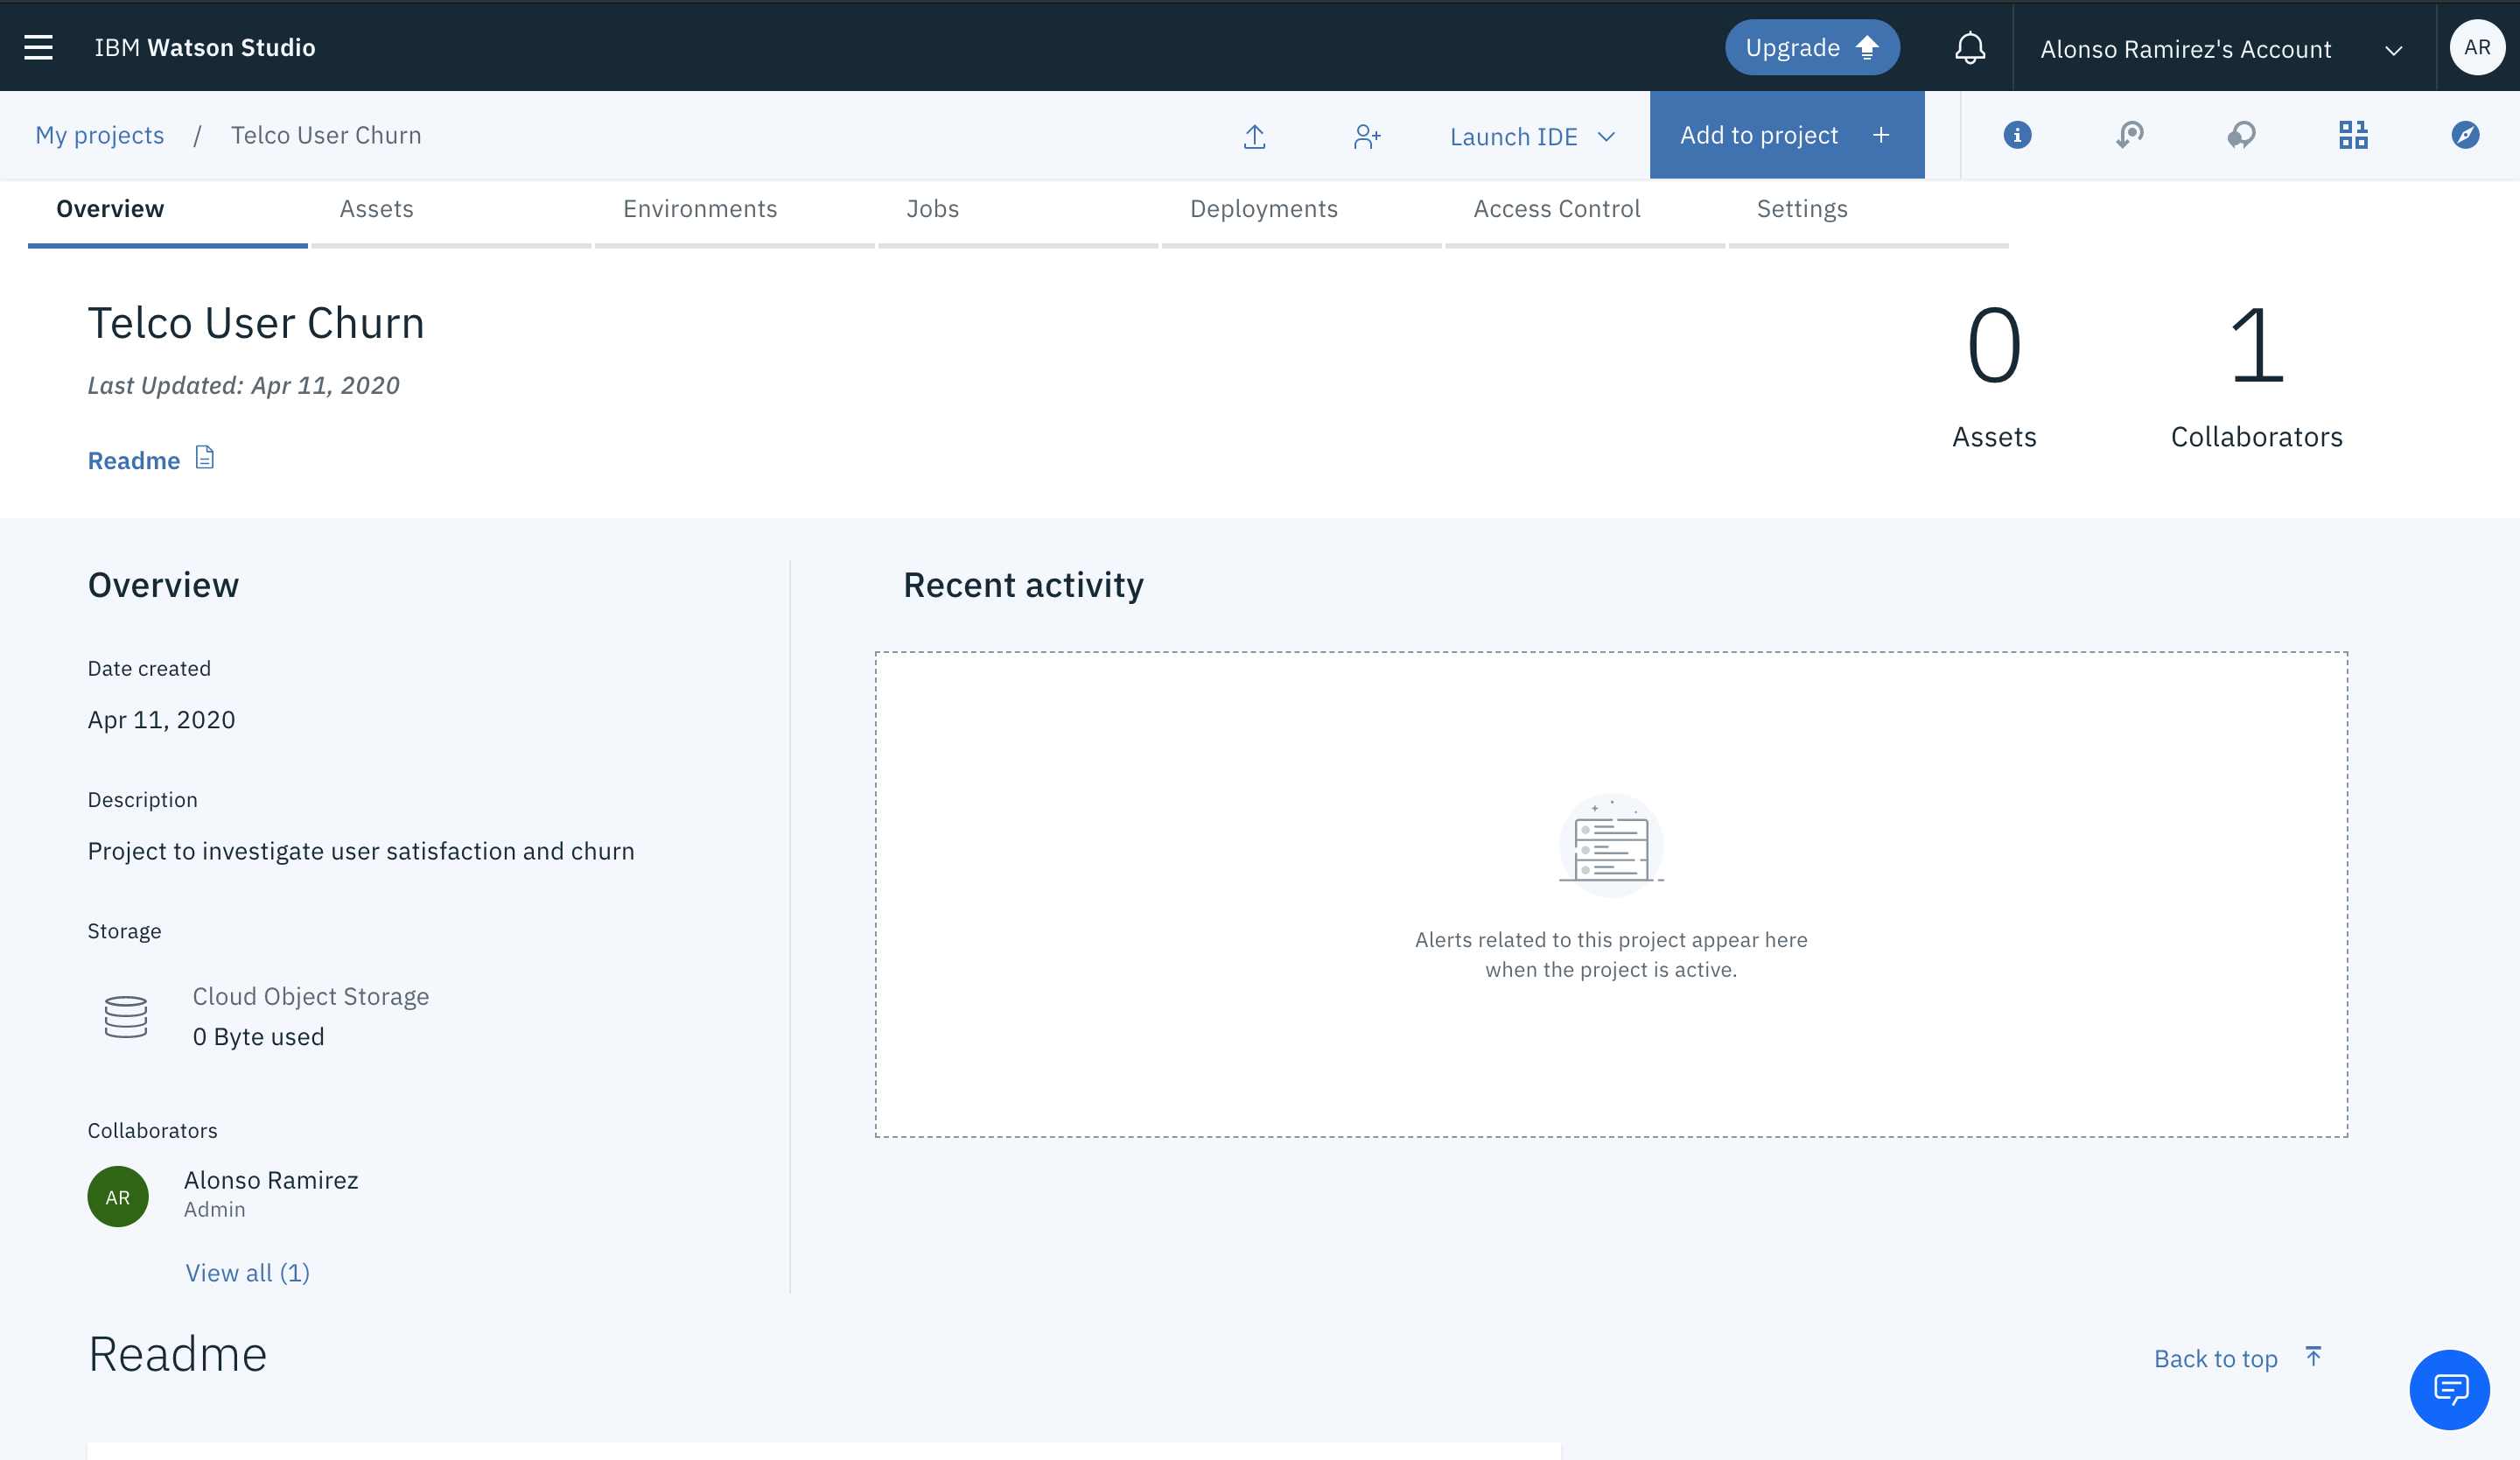 IBM Watson Studio
Upgrade
Alonso Ramirez's Account
AR
My projects / Telco User Churn
Launch IDE
Add to project +
Overview
Assets
Environments
Jobs
Deployments
Access Control
Settings
Telco User Churn
Last Updated: Apr 11, 2020
Readme
0
Assets
1
Collaborators
Overview
Date created
Apr 11, 2020
Description
Project to investigate user satisfaction and churn
Storage
Cloud Object Storage
0 Byte used
Collaborators
AR
Alonso Ramirez
Admin
View all (1)
Recent activity
Alerts related to this project appear here
when the project is active.
Readme
Back to top